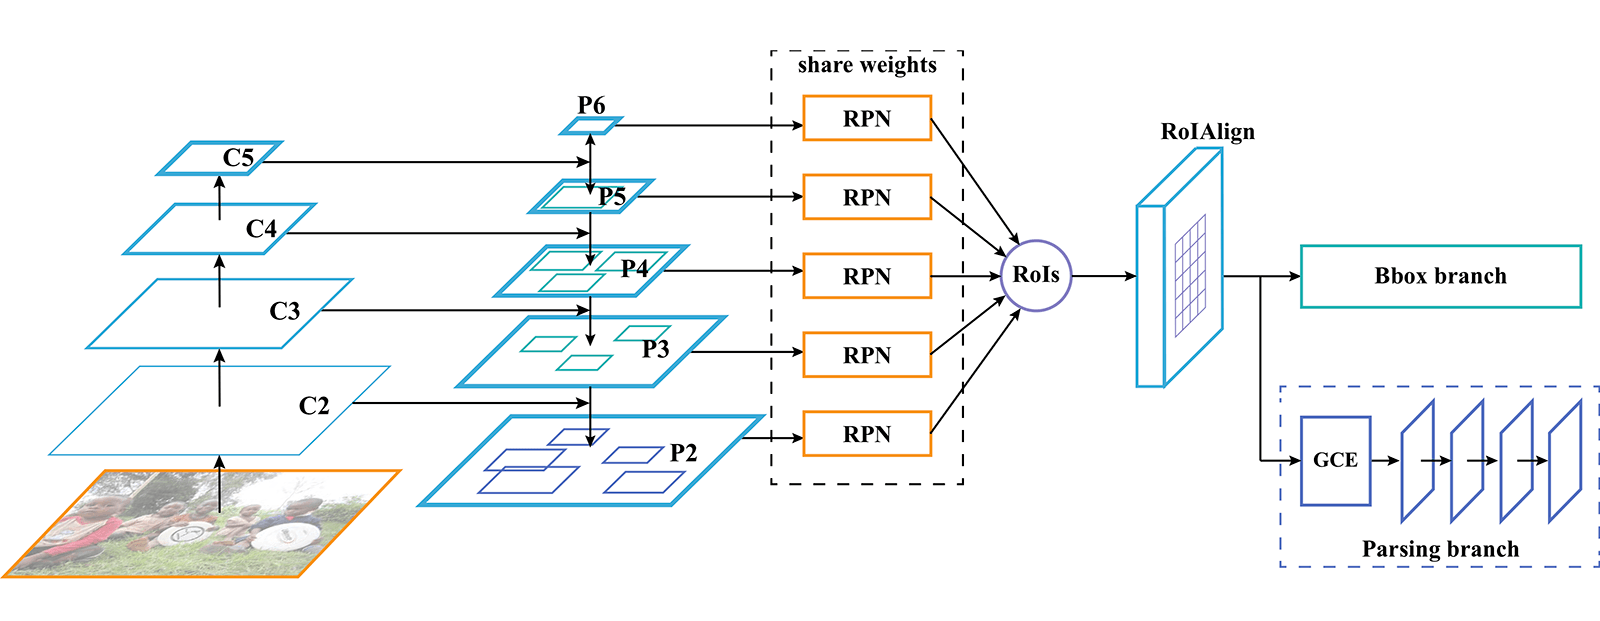 share weights
P6
RPN
RoIAlign
C5
P5
RPN
C4
P4
RPN
RoIs
Bbox branch
C3
P3
RPN
C2
P2
RPN
GCE
Parsing branch